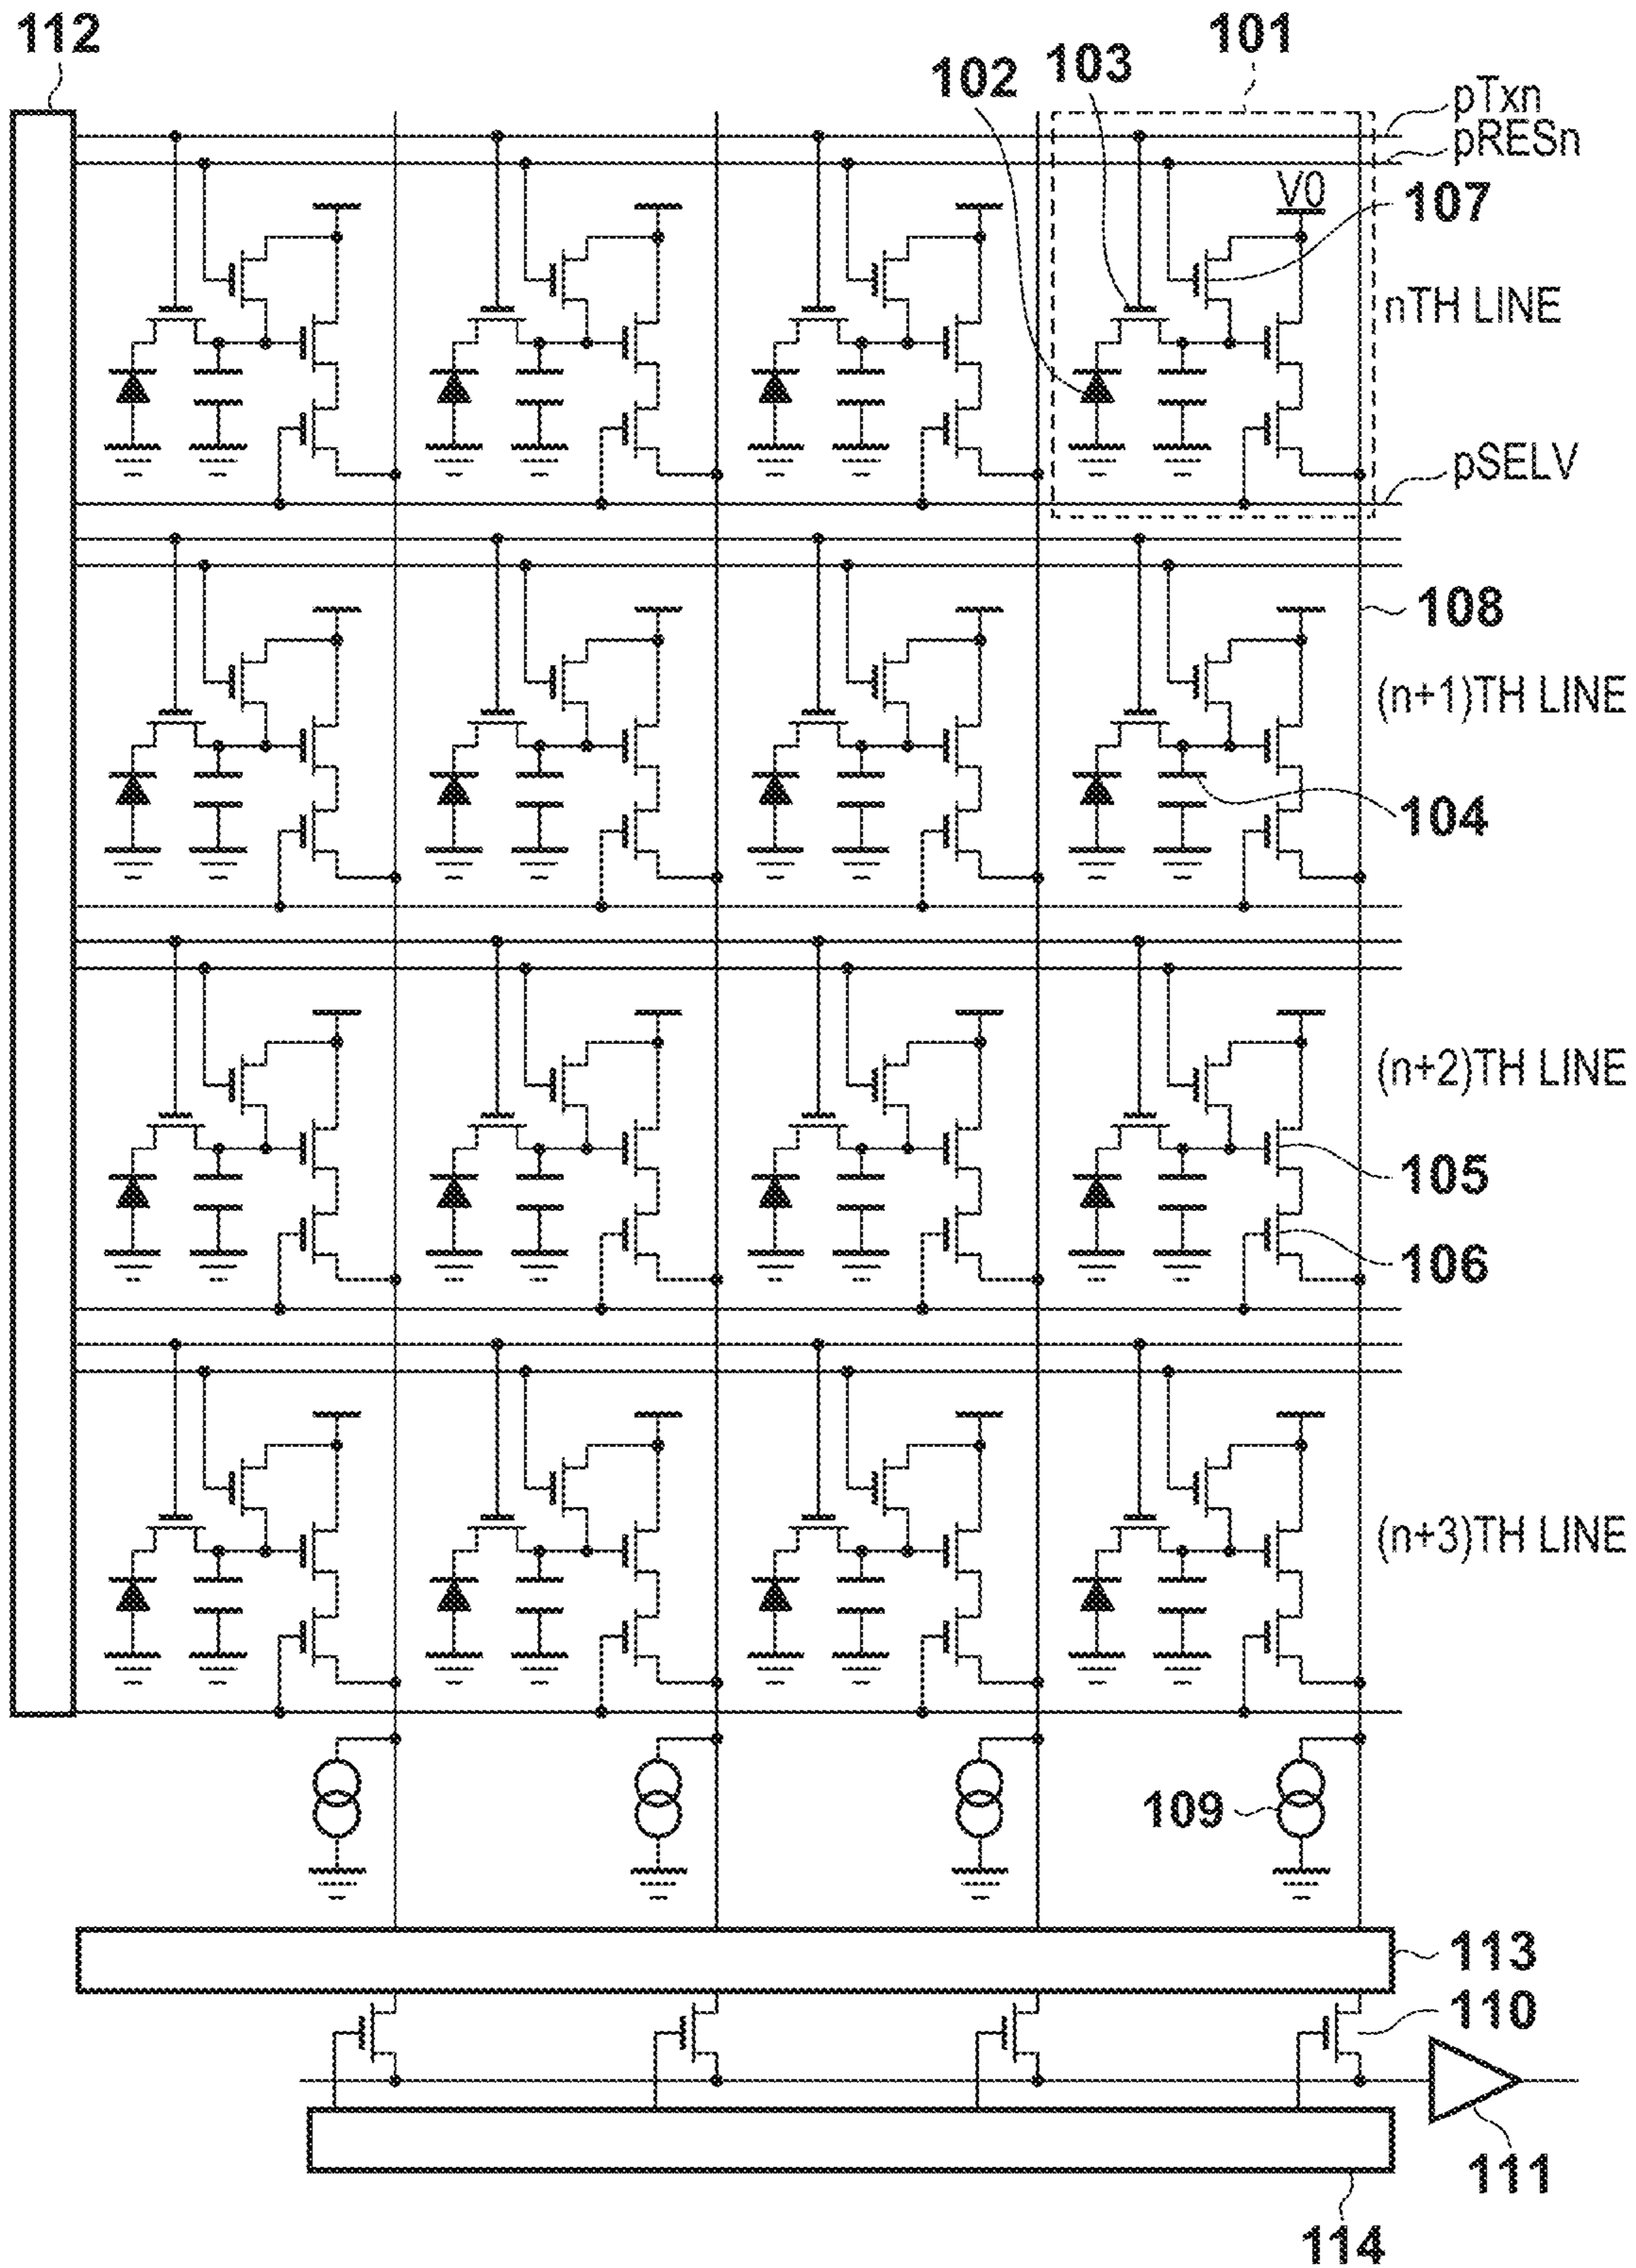 112
101
103
102
pTxn
pRESn
V0
107
nTH LINE
pSELV
108
(n+1)TH LINE
104
(n+2)TH LINE
105
106
(n+3)TH LINE
109
113
110
111
114